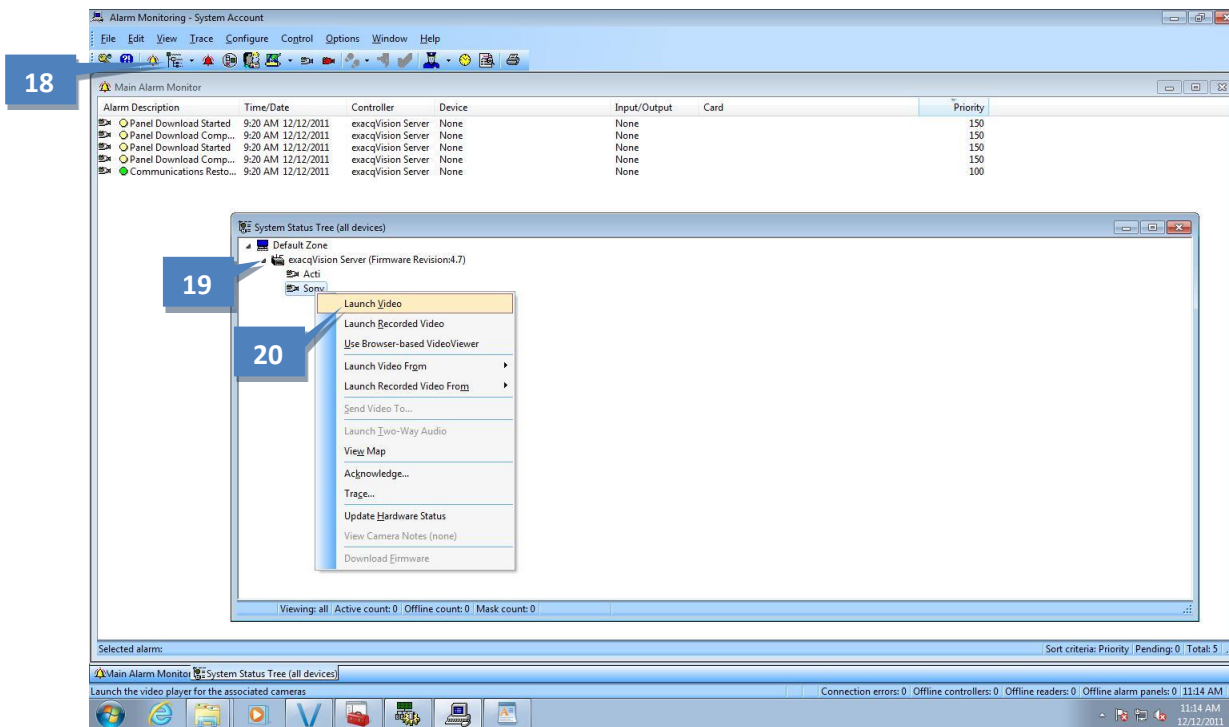 Alarm Monitoring - System Account
File Edit View Trace Configure Control Options Window Help
18
Main Alarm Monitor
Alarm Description Time/Date Controller Device Input/Output Card Priority
Panel Download Started 9:20 AM 12/12/2011 exacqVision Server None None 150
Panel Download Comp... 9:20 AM 12/12/2011 exacqVision Server None None 150
Panel Download Started 9:20 AM 12/12/2011 exacqVision Server None None 150
Panel Download Comp... 9:20 AM 12/12/2011 exacqVision Server None None 150
Communications Resto... 9:20 AM 12/12/2011 exacqVision Server None None 100
System Status Tree (all devices)
Default Zone
exacqVision Server (Firmware Revision:4.7)
19
Acti
Sony
Launch Video
20
Launch Recorded Video
Use Browser-based VideoViewer
Launch Video From
Launch Recorded Video From
Send Video To...
Launch Two-Way Audio
View Map
Acknowledge...
Trace...
Update Hardware Status
View Camera Notes (none)
Download Firmware
Viewing: all Active count: 0 Offline count: 0 Mask count: 0
Selected alarm: Sort criteria: Priority Pending: 0 Total: 5
Main Alarm Monitor System Status Tree (all devices)
Launch the video player for the associated cameras Connection errors: 0 Offline controllers: 0 Offline readers: 0 Offline alarm panels: 0 11:14 AM
11:14 AM
12/12/2011